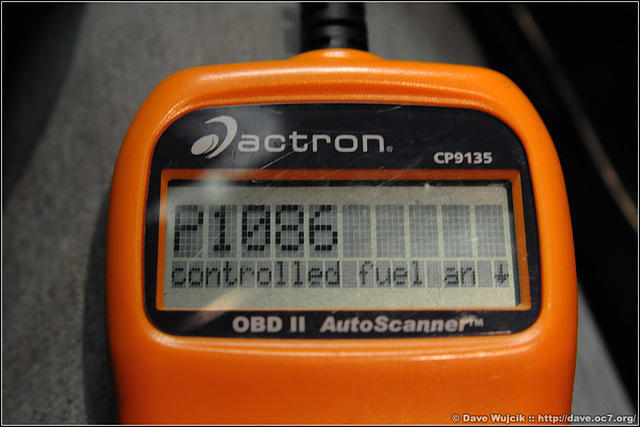 actron®
CP9135
P1086
controlled fuel an ↓
OBD II AutoScanner™
© Dave Wujcik :: http://dave.oc7.org/